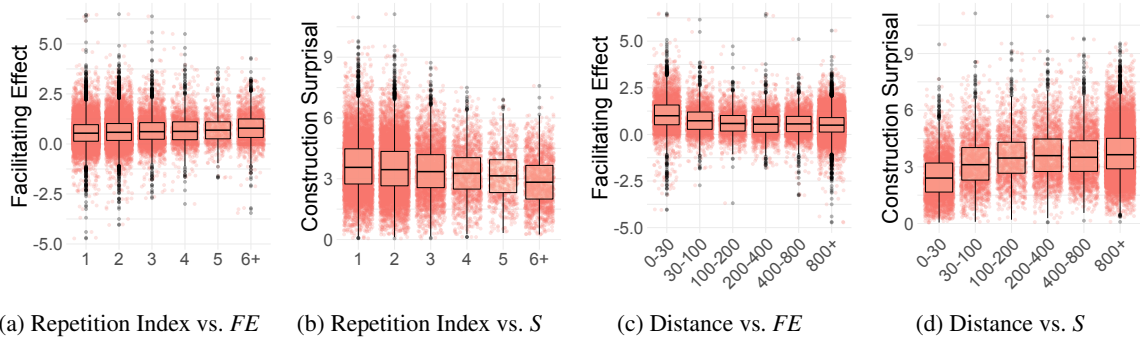 Facilitating Effect
5.0
2.5
0.0
-2.5
-5.0
1 2 3 4 5 6+
Construction Surprisal
9
6
3
0
1 2 3 4 5 6+
Facilitating Effect
5.0
2.5
0.0
-2.5
-5.0
0-30 30-100 100-200 200-400 400-800 800+
Construction Surprisal
9
6
3
0
0-30 30-100 100-200 200-400 400-800 800+
(a) Repetition Index vs. FE
(b) Repetition Index vs. S
(c) Distance vs. FE
(d) Distance vs. S